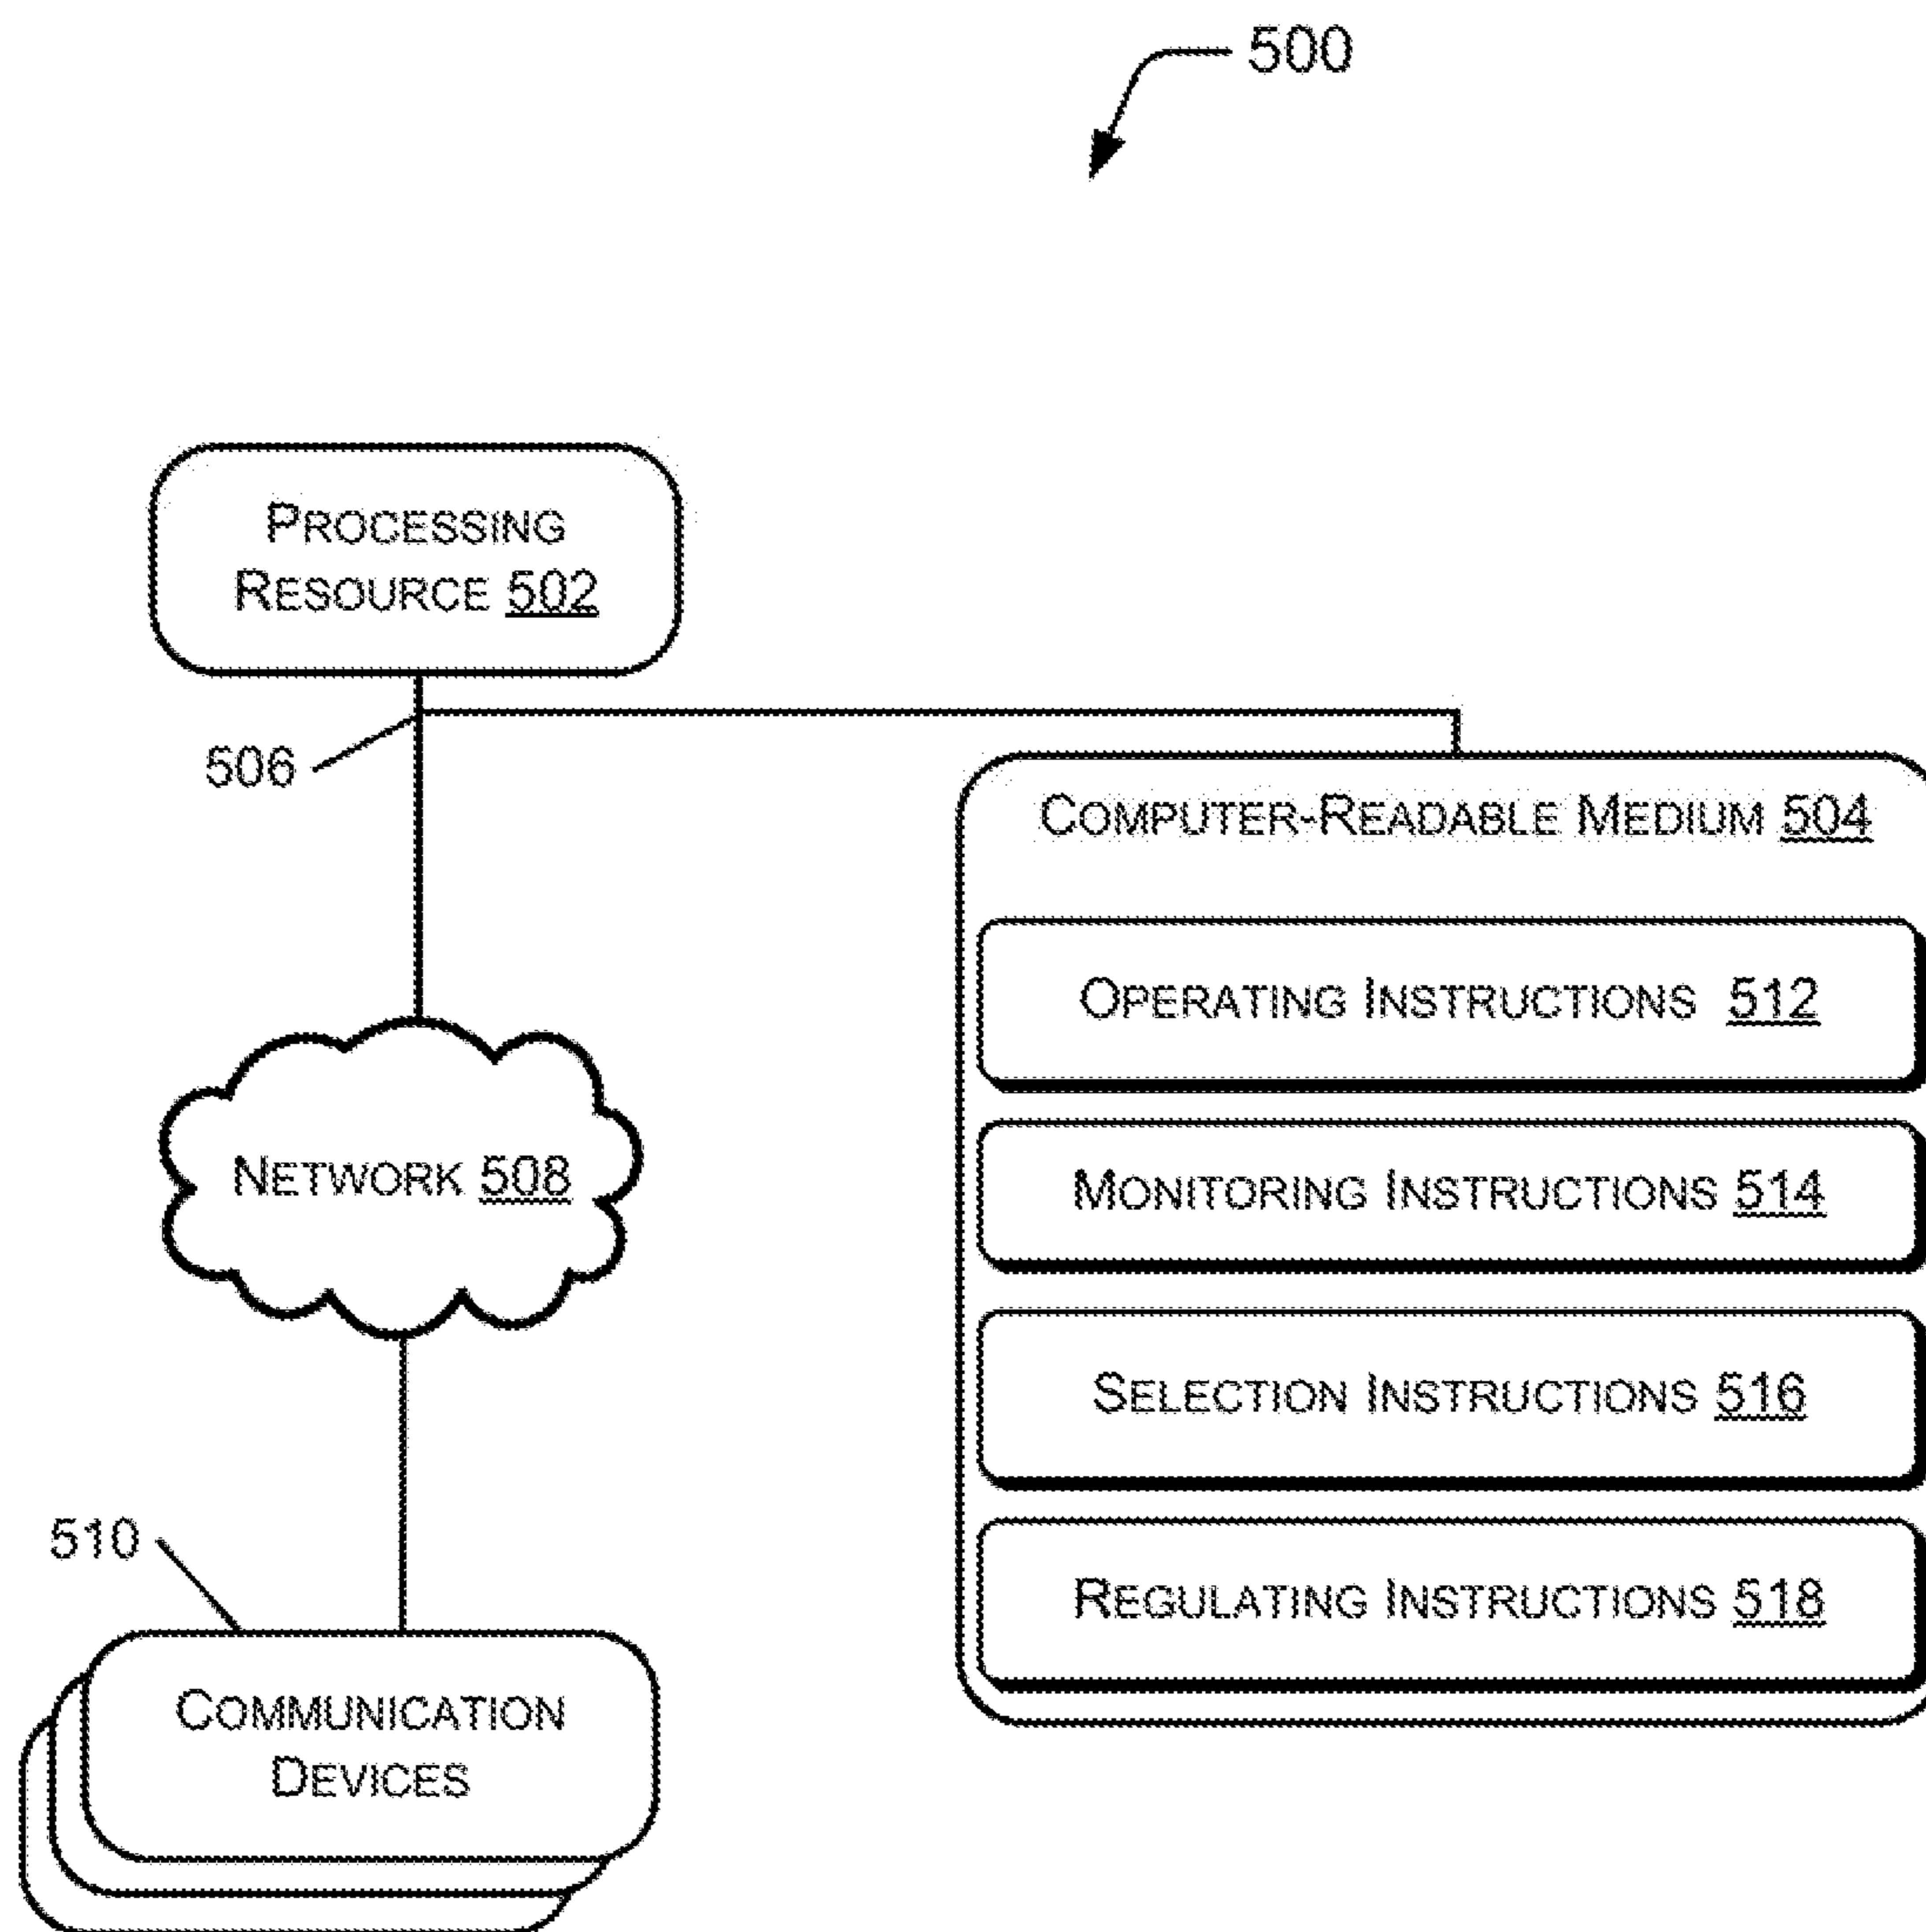 500
PROCESSING
RESOURCE 502
506
COMPUTER-READABLE MEDIUM 504
OPERATING INSTRUCTIONS 512
NETWORK 508
MONITORING INSTRUCTIONS 514
SELECTION INSTRUCTIONS 516
510
REGULATING INSTRUCTIONS 518
COMMUNICATION
DEVICES